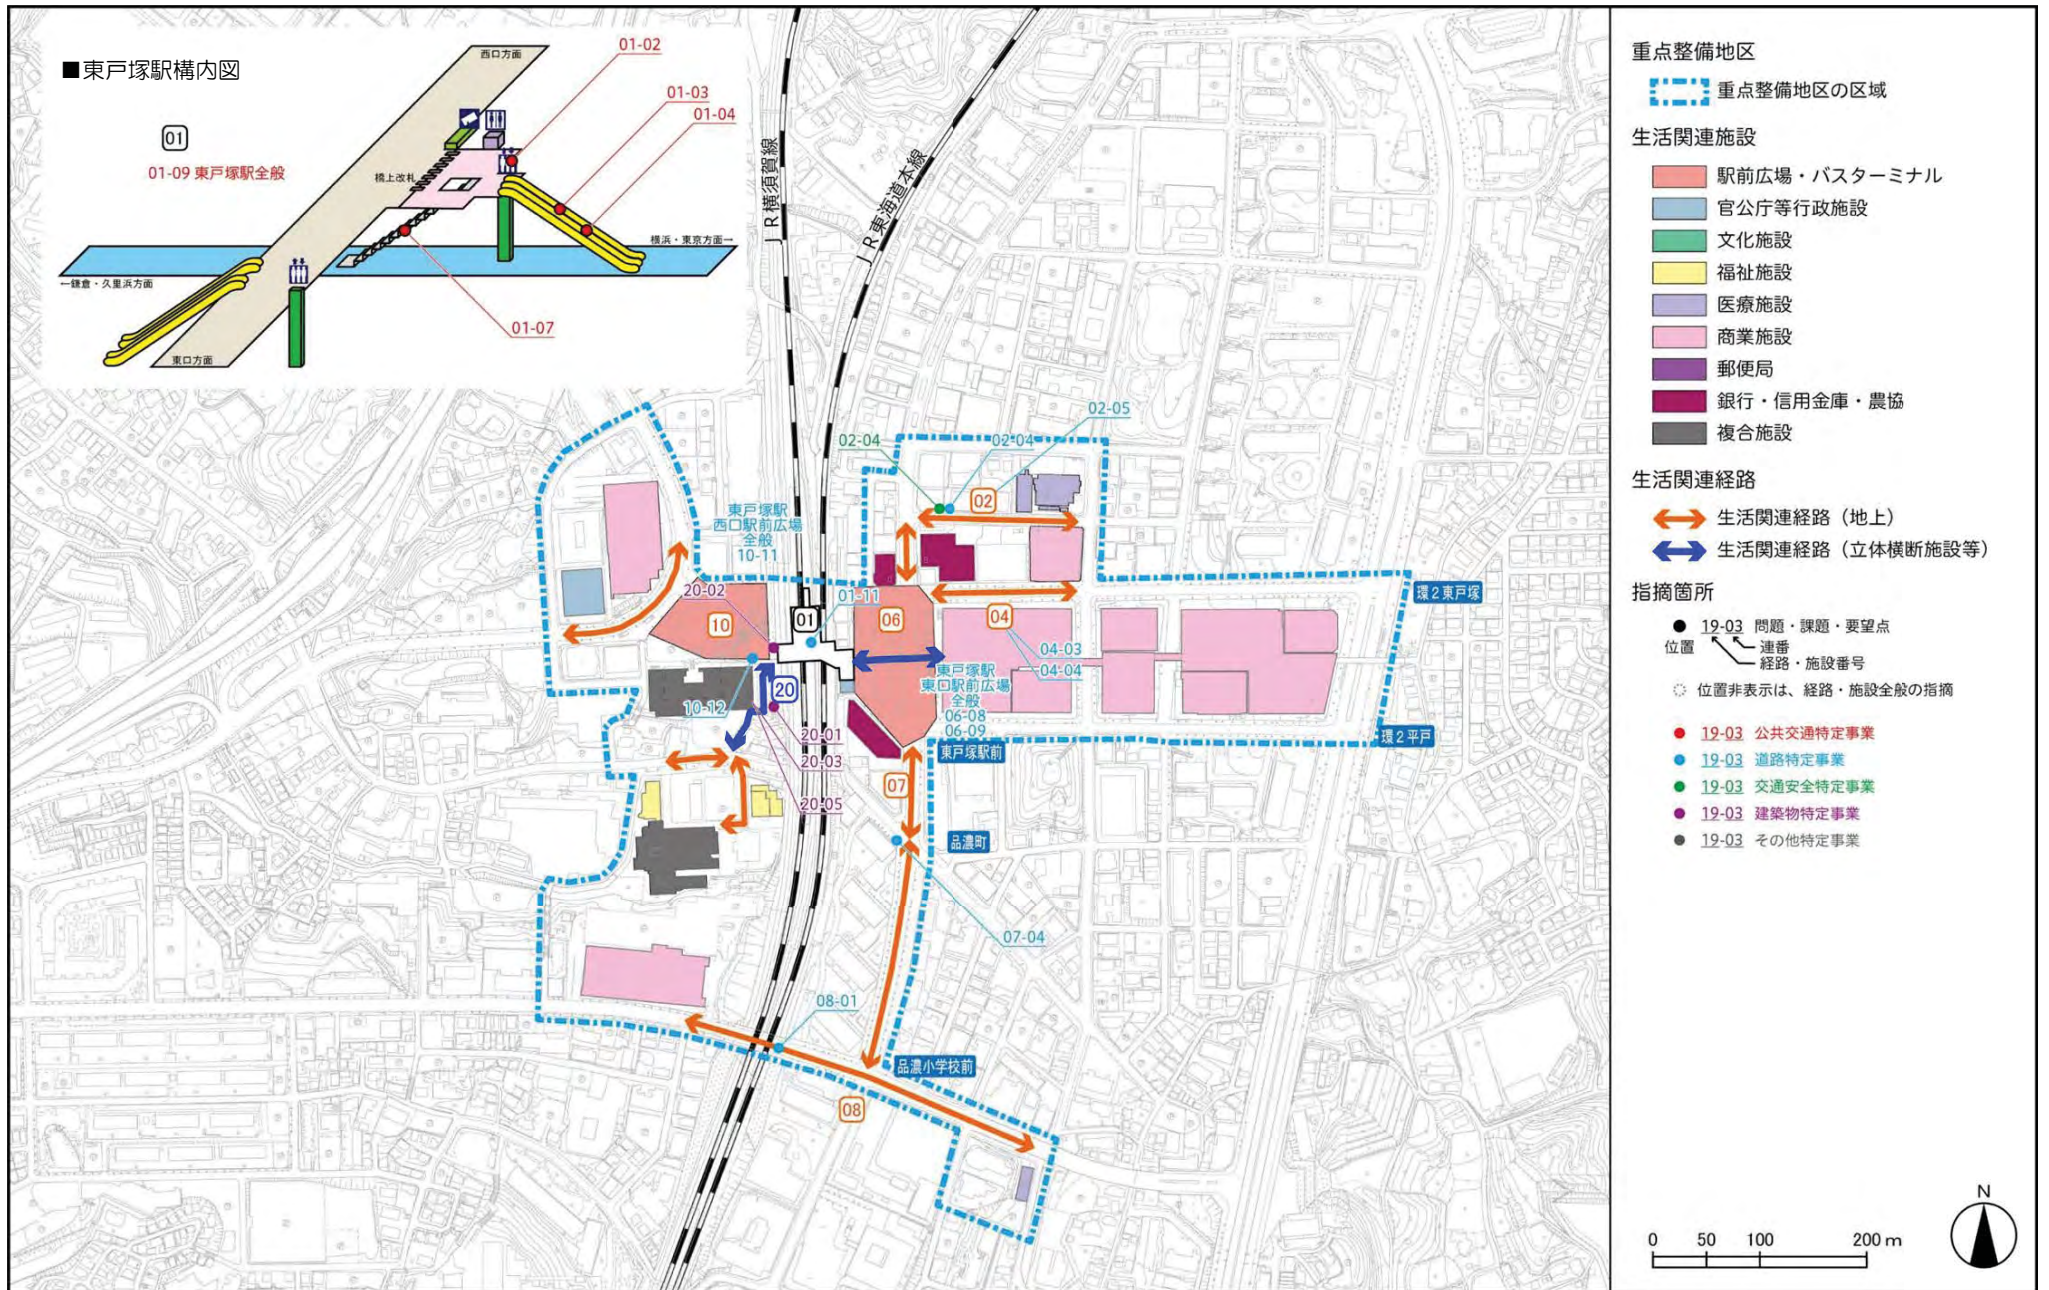 ■東戸塚駅構内図
01
01-09 東戸塚駅全般
西口方面
橋上改札
横浜・東京方面→
←鎌倉・久里浜方面
東口方面
01-02
01-03
01-04
01-07
JR横須賀線
JR東海道本線
02-05
02-04
02-04
02
東戸塚駅
西口駅前広場
全般
10-11
20-02
01-11
10
01
06
04
04-03
04-04
環2東戸塚
東戸塚駅
東口駅前広場
全般
06-08
06-09
20
10-12
20-01
20-03
20-05
環2平戸
東戸塚駅前
07
品濃町
07-04
08-01
品濃小学校前
08
重点整備地区
重点整備地区の区域
生活関連施設
駅前広場・バスターミナル
官公庁等行政施設
文化施設
福祉施設
医療施設
商業施設
郵便局
銀行・信用金庫・農協
複合施設
生活関連経路
生活関連経路（地上）
生活関連経路（立体横断施設等）
指摘箇所
19-03 問題・課題・要望点
位置
連番
経路・施設番号
位置非表示は、経路・施設全般の指摘
19-03 公共交通特定事業
19-03 道路特定事業
19-03 交通安全特定事業
19-03 建築物特定事業
19-03 その他特定事業
0 50 100 200 m
N